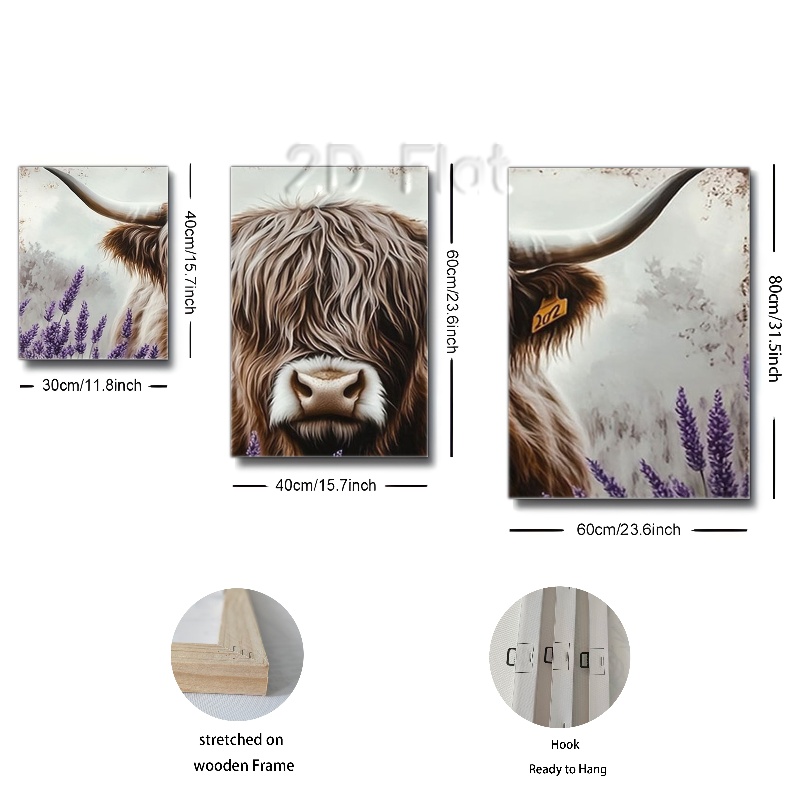 2D Flat
40cm/15.7inch
30cm/11.8inch
60cm/23.6inch
40cm/15.7inch
202
80cm/31.5inch
60cm/23.6inch
stretched on
wooden Frame
Hook
Ready to Hang